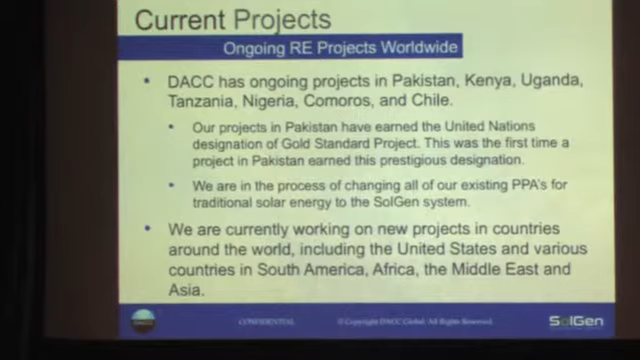 Current Projects
Ongoing RE Projects Worldwide
• DACC has ongoing projects in Pakistan, Kenya, Uganda,
Tanzania, Nigeria, Comoros, and Chile.
• Our projects in Pakistan have earned the United Nations
designation of Gold Standard Project. This was the first time a
project in Pakistan earned this prestigious designation.
• We are in the process of changing all of our existing PPA's for
traditional solar energy to the SolGen system.
• We are currently working on new projects in countries
around the world, including the United States and various
countries in South America, Africa, the Middle East and
Asia.
DACC
CONFIDENTIAL
© Copyright DACC Global. All Rights Reserved.
SolGen